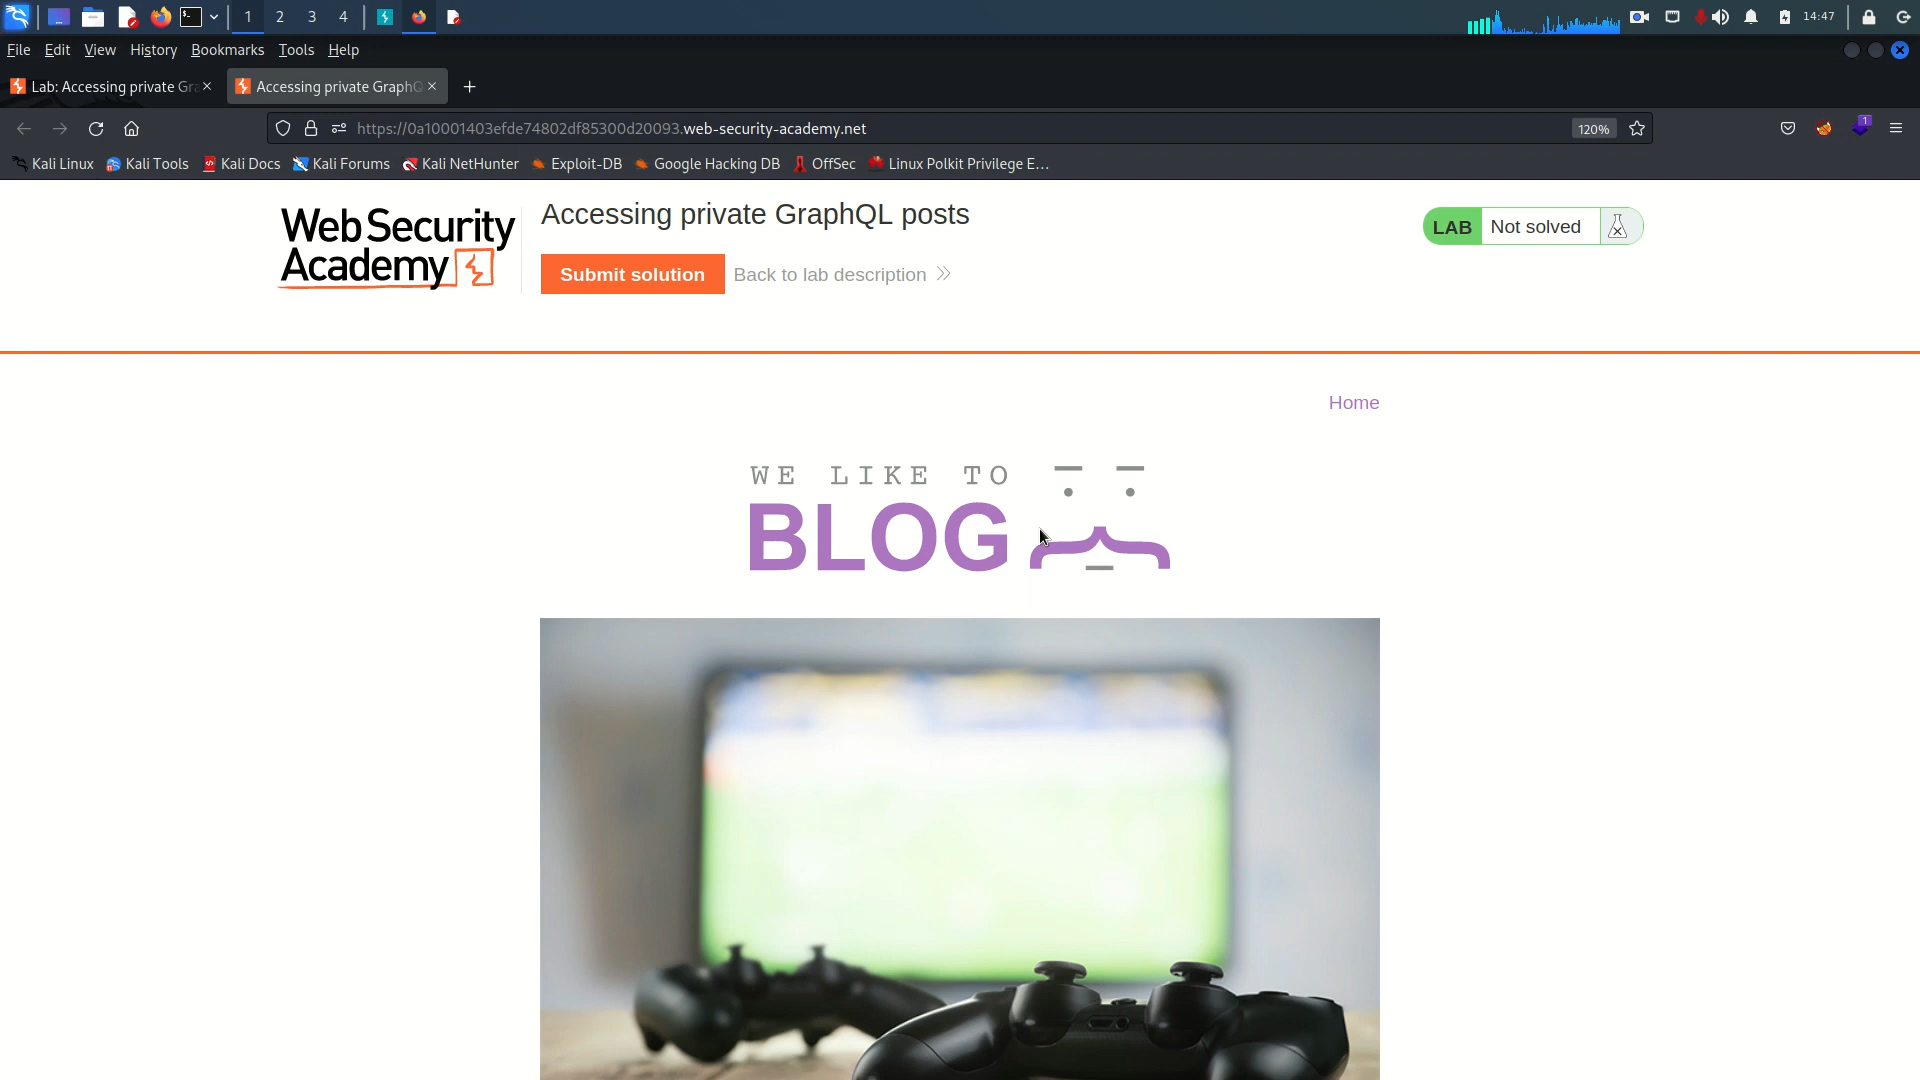 1 2 3 4 14:47
File Edit View History Bookmarks Tools Help
Lab: Accessing private Gra
Accessing private GraphQ
https://0a10001403efde74802df85300d20093.web-security-academy.net 120% 1
Kali Linux Kali Tools Kali Docs Kali Forums Kali NetHunter Exploit-DB Google Hacking DB OffSec Linux Polkit Privilege E...
Web Security
Academy
Accessing private GraphQL posts
Submit solution Back to lab description
LAB Not solved
Home
WE LIKE TO
BLOG